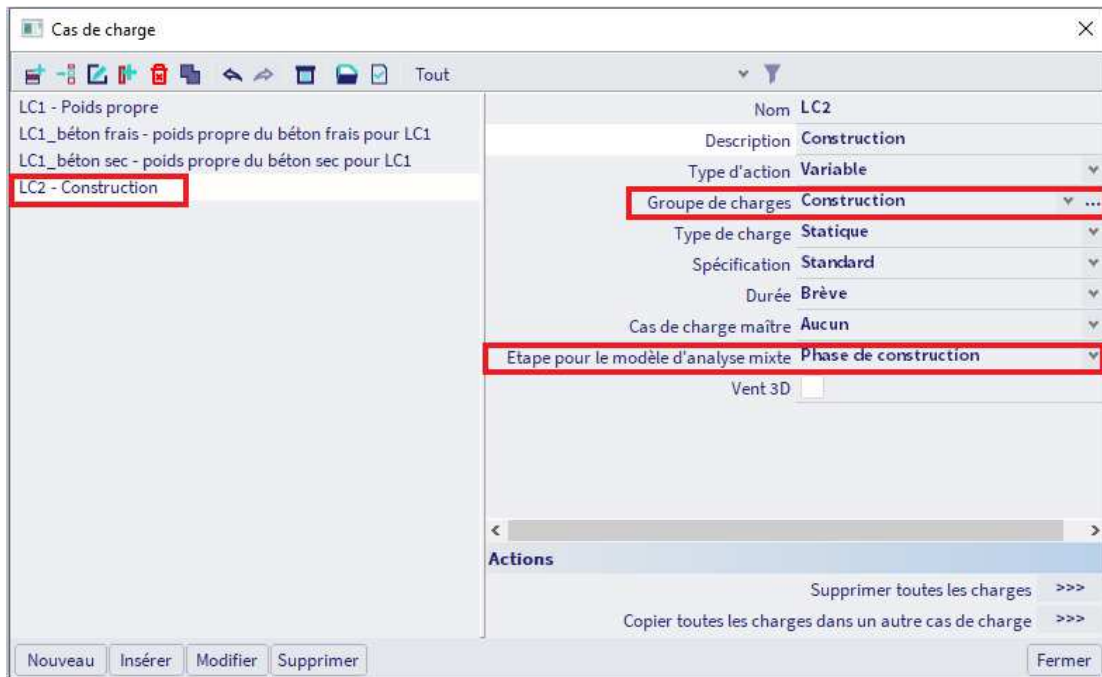 Cas de charge
Tout
LC1 - Poids propre
LC1_béton frais - poids propre du béton frais pour LC1
LC1_béton sec - poids propre du béton sec pour LC1
LC2 - Construction
Nom LC2
Description Construction
Type d'action Variable
Groupe de charges Construction ...
Type de charge Statique
Spécification Standard
Durée Brève
Cas de charge maître Aucun
Etape pour le modèle d'analyse mixte Phase de construction
Vent 3D
Actions
Supprimer toutes les charges >>>
Copier toutes les charges dans un autre cas de charge >>>
Nouveau Insérer Modifier Supprimer Fermer